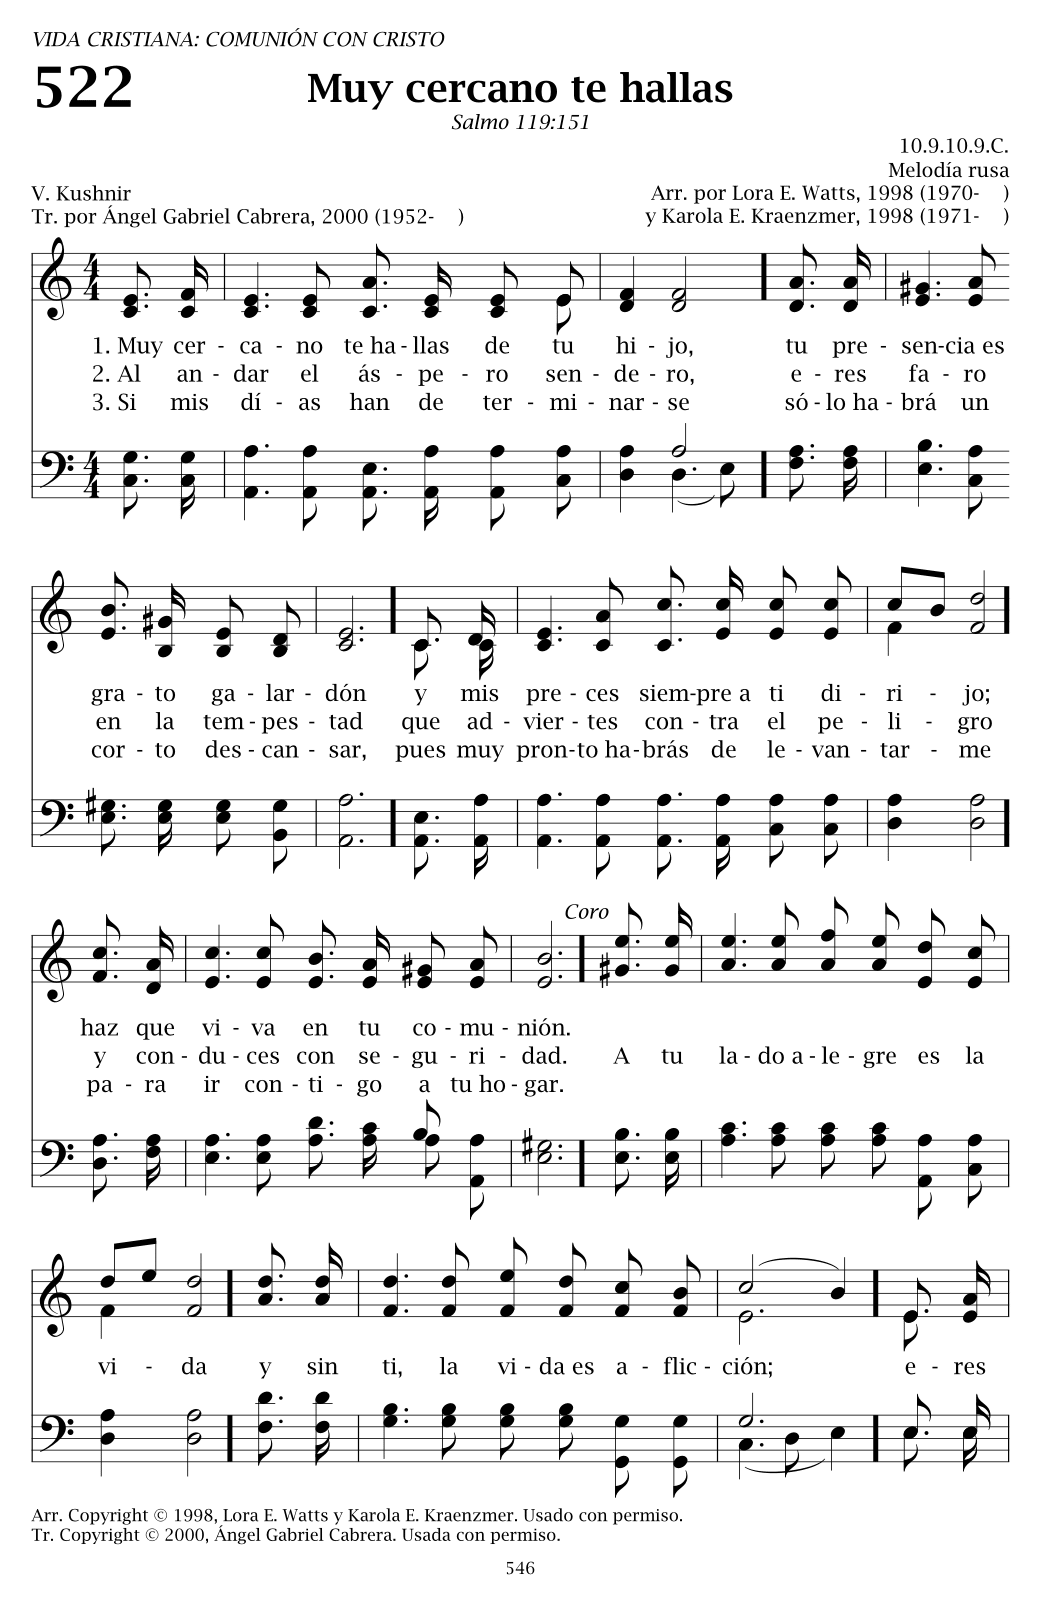 VIDA CRISTIANA: COMUNIÓN CON CRISTO
522
Muy cercano te hallas
Salmo 119:151
10.9.10.9.C.
Melodía rusa
V. Kushnir
Arr. por Lora E. Watts, 1998 (1970-    )
Tr. por Ángel Gabriel Cabrera, 2000 (1952-    )
y Karola E. Kraenzmer, 1998 (1971-    )
1. Muy cer - ca - no te ha - llas de tu hi - jo, tu pre - sen-cia es
2. Al an - dar el ás - pe - ro sen - de - ro, e - res fa - ro
3. Si mis dí - as han de ter - mi - nar - se só - lo ha - brá un
gra - to ga - lar - dón y mis pre - ces siem-pre a ti di - ri - jo;
en la tem - pes - tad que ad - vier - tes con - tra el pe - li - gro
cor - to des - can - sar, pues muy pron-to ha-brás de le - van - tar - me
Coro
haz que vi - va en tu co - mu - nión.
y con - du - ces con se - gu - ri - dad. A tu la - do a - le - gre es la
pa - ra ir con - ti - go a tu ho - gar.
vi - da y sin ti, la vi - da es a - flic - ción; e - res
Arr. Copyright © 1998, Lora E. Watts y Karola E. Kraenzmer. Usado con permiso.
Tr. Copyright © 2000, Ángel Gabriel Cabrera. Usada con permiso.
546